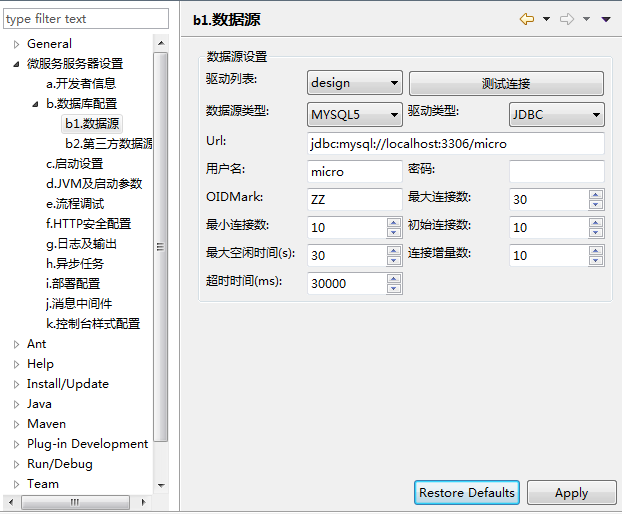 type filter text
General
微服务服务器设置
a.开发者信息
b.数据库配置
b1.数据源
b2.第三方数据源
c.启动设置
d.JVM及启动参数
e.流程调试
f.HTTP安全配置
g.日志及输出
h.异步任务
i.部署配置
j.消息中间件
k.控制台样式配置
Ant
Help
Install/Update
Java
Maven
Plug-in Development
Run/Debug
Team
b1.数据源
数据源设置
驱动列表: design 测试连接
数据源类型: MYSQL5 驱动类型: JDBC
Url: jdbc:mysql://localhost:3306/micro
用户名: micro 密码:
OIDMark: ZZ 最大连接数: 30
最小连接数: 10 初始连接数: 10
最大空闲时间(s): 30 连接增量数: 10
超时时间(ms): 30000
Restore Defaults Apply